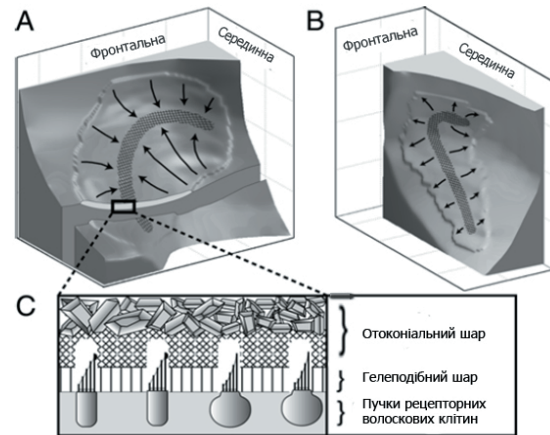 A
Фронтальна
Серединна
B
Фронтальна
Серединна
C
Отоконіальний шар
Гелеподібний шар
Пучки рецепторних
волоскових клітин